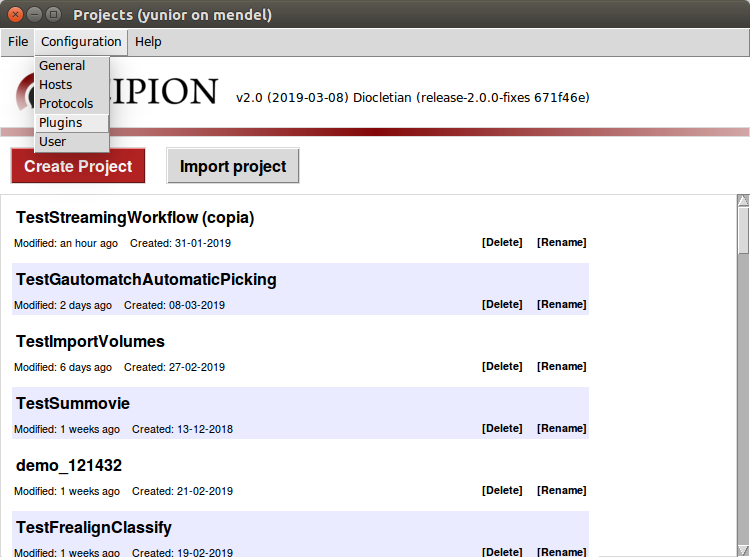 Projects (yunior on mendel)
File Configuration Help
General
Hosts
Protocols
Plugins
User
IPION v2.0 (2019-03-08) Diocletian (release-2.0.0-fixes 671f46e)
Create Project Import project
TestStreamingWorkflow (copia)
Modified: an hour ago Created: 31-01-2019 [Delete] [Rename]
TestGautomatchAutomaticPicking
Modified: 2 days ago Created: 08-03-2019 [Delete] [Rename]
TestImportVolumes
Modified: 6 days ago Created: 27-02-2019 [Delete] [Rename]
TestSummovie
Modified: 1 weeks ago Created: 13-12-2018 [Delete] [Rename]
demo_121432
Modified: 1 weeks ago Created: 21-02-2019 [Delete] [Rename]
TestFrealignClassify
Modified: 1 weeks ago Created: 19-02-2019 [Delete] [Rename]